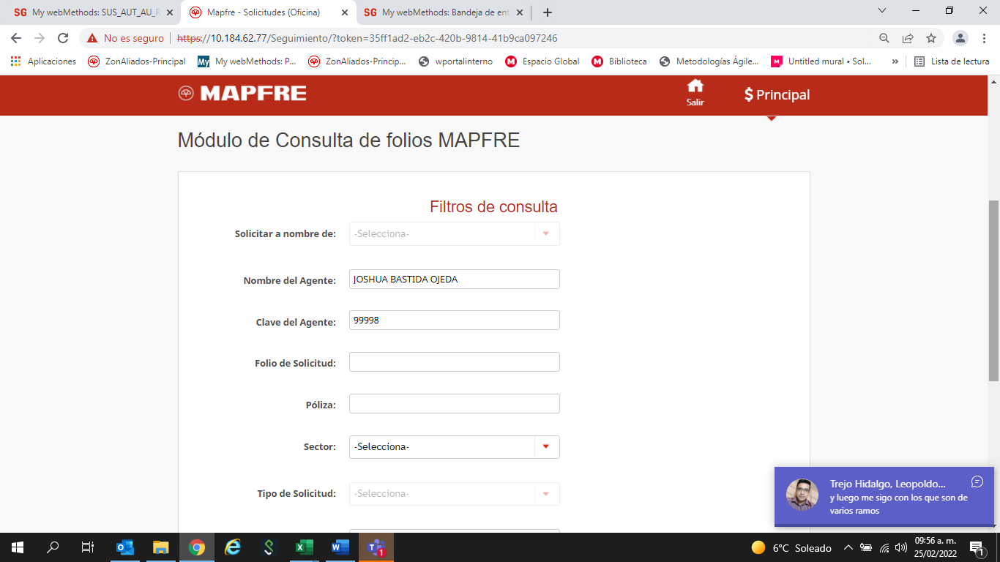 SG My webMethods: SUS_AUT_AU_R
Mapfre - Solicitudes (Oficina)
SG My webMethods: Bandeja de ent
No es seguro
https://10.184.62.77/Seguimiento/?token=35ff1ad2-eb2c-420b-9814-41b9ca097246
Aplicaciones
ZonAliados-Principal
My My webMethods: P...
ZonAliados-Princip...
wportalinterno
M Espacio Global
M Biblioteca
Metodologías Ágile...
Untitled mural • Sol...
»
Lista de lectura
MAPFRE
Salir
$ Principal
Módulo de Consulta de folios MAPFRE
Filtros de consulta
Solicitar a nombre de:
-Selecciona-
Nombre del Agente:
JOSHUA BASTIDA OJEDA
Clave del Agente:
99998
Folio de Solicitud:
Póliza:
Sector:
-Selecciona-
Tipo de Solicitud:
-Selecciona-
Trejo Hidalgo, Leopoldo...
y luego me sigo con los que son de
varios ramos
6°C Soleado
09:56 a. m.
25/02/2022
1
1